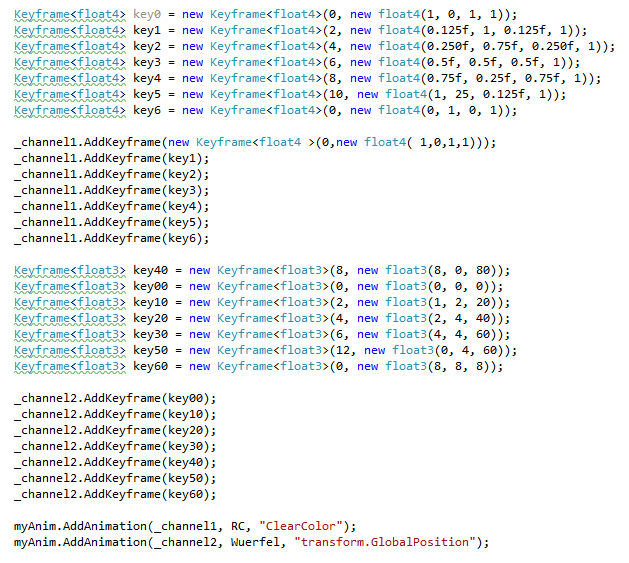 Keyframe<float4> key0 = new Keyframe<float4>(0, new float4(1, 0, 1, 1));
Keyframe<float4> key1 = new Keyframe<float4>(2, new float4(0.125f, 1, 0.125f, 1));
Keyframe<float4> key2 = new Keyframe<float4>(4, new float4(0.250f, 0.75f, 0.250f, 1));
Keyframe<float4> key3 = new Keyframe<float4>(6, new float4(0.5f, 0.5f, 0.5f, 1));
Keyframe<float4> key4 = new Keyframe<float4>(8, new float4(0.75f, 0.25f, 0.75f, 1));
Keyframe<float4> key5 = new Keyframe<float4>(10, new float4(1, 25, 0.125f, 1));
Keyframe<float4> key6 = new Keyframe<float4>(0, new float4(0, 1, 0, 1));
_channel1.AddKeyframe(new Keyframe<float4 >(0,new float4( 1,0,1,1)));
_channel1.AddKeyframe(key1);
_channel1.AddKeyframe(key2);
_channel1.AddKeyframe(key3);
_channel1.AddKeyframe(key4);
_channel1.AddKeyframe(key5);
_channel1.AddKeyframe(key6);
Keyframe<float3> key40 = new Keyframe<float3>(8, new float3(8, 0, 80));
Keyframe<float3> key00 = new Keyframe<float3>(0, new float3(0, 0, 0));
Keyframe<float3> key10 = new Keyframe<float3>(2, new float3(1, 2, 20));
Keyframe<float3> key20 = new Keyframe<float3>(4, new float3(2, 4, 40));
Keyframe<float3> key30 = new Keyframe<float3>(6, new float3(4, 4, 60));
Keyframe<float3> key50 = new Keyframe<float3>(12, new float3(0, 4, 60));
Keyframe<float3> key60 = new Keyframe<float3>(0, new float3(8, 8, 8));
_channel2.AddKeyframe(key00);
_channel2.AddKeyframe(key10);
_channel2.AddKeyframe(key20);
_channel2.AddKeyframe(key30);
_channel2.AddKeyframe(key40);
_channel2.AddKeyframe(key50);
_channel2.AddKeyframe(key60);
myAnim.AddAnimation(_channel1, RC, "ClearColor");
myAnim.AddAnimation(_channel2, Wuerfel, "transform.GlobalPosition");